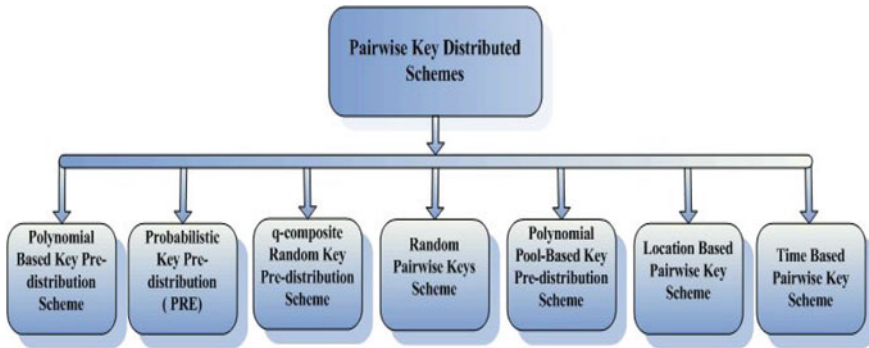 Pairwise Key Distributed
Schemes
Polynomial
Based Key Pre-
distribution
Scheme
Probabilistic
Key Pre-
distribution
( PRE)
q-composite
Random Key
Pre-distribution
Scheme
Random
Pairwise Keys
Scheme
Polynomial
Pool-Based Key
Pre-distribution
Scheme
Location Based
Pairwise Key
Scheme
Time Based
Pairwise Key
Scheme